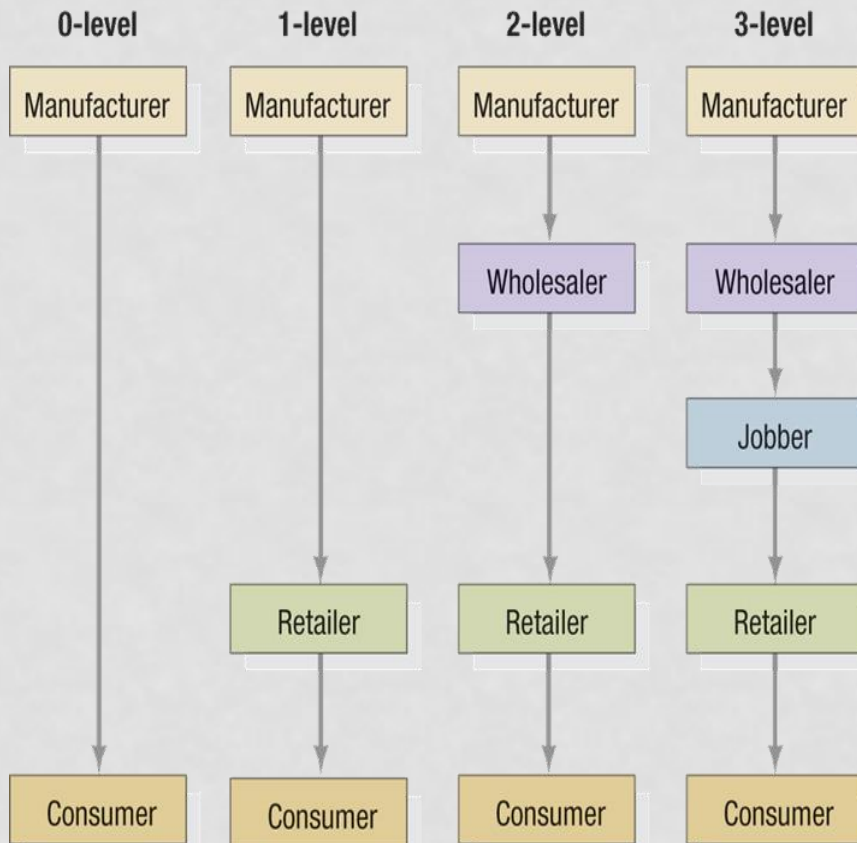 0-level 1-level 2-level 3-level
Manufacturer Manufacturer Manufacturer Manufacturer
Wholesaler Wholesaler
Jobber
Retailer Retailer Retailer
Consumer Consumer Consumer Consumer